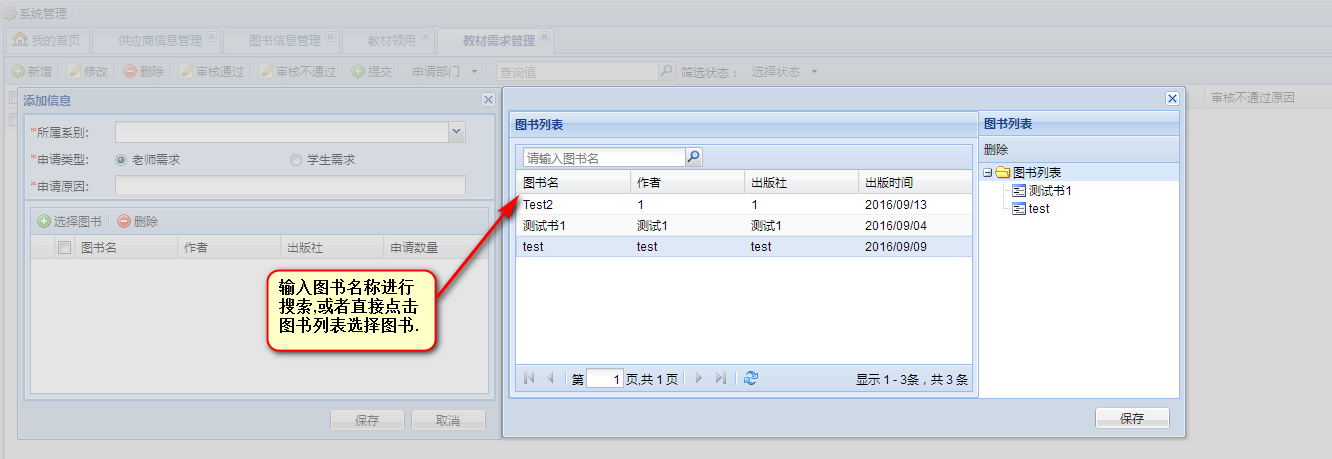 系统管理
我的首页 供应商信息管理 图书信息管理 教材领用 教材需求管理
新增 修改 删除 审核通过 审核不通过 提交 申请部门 查询值 筛选状态： 选择状态
审核不通过原因
添加信息
*所属系别:
*申请类型: 老师需求 学生需求
*申请原因:
选择图书 删除
图书名 作者 出版社 申请数量
保存 取消
输入图书名称进行
搜索,或者直接点击
图书列表选择图书.
图书列表
请输入图书名
图书名 作者 出版社 出版时间
Test2 1 1 2016/09/13
测试书1 测试1 测试1 2016/09/04
test test test 2016/09/09
第 1 页,共 1 页 显示 1 - 3条，共 3 条
图书列表
删除
图书列表
测试书1
test
保存